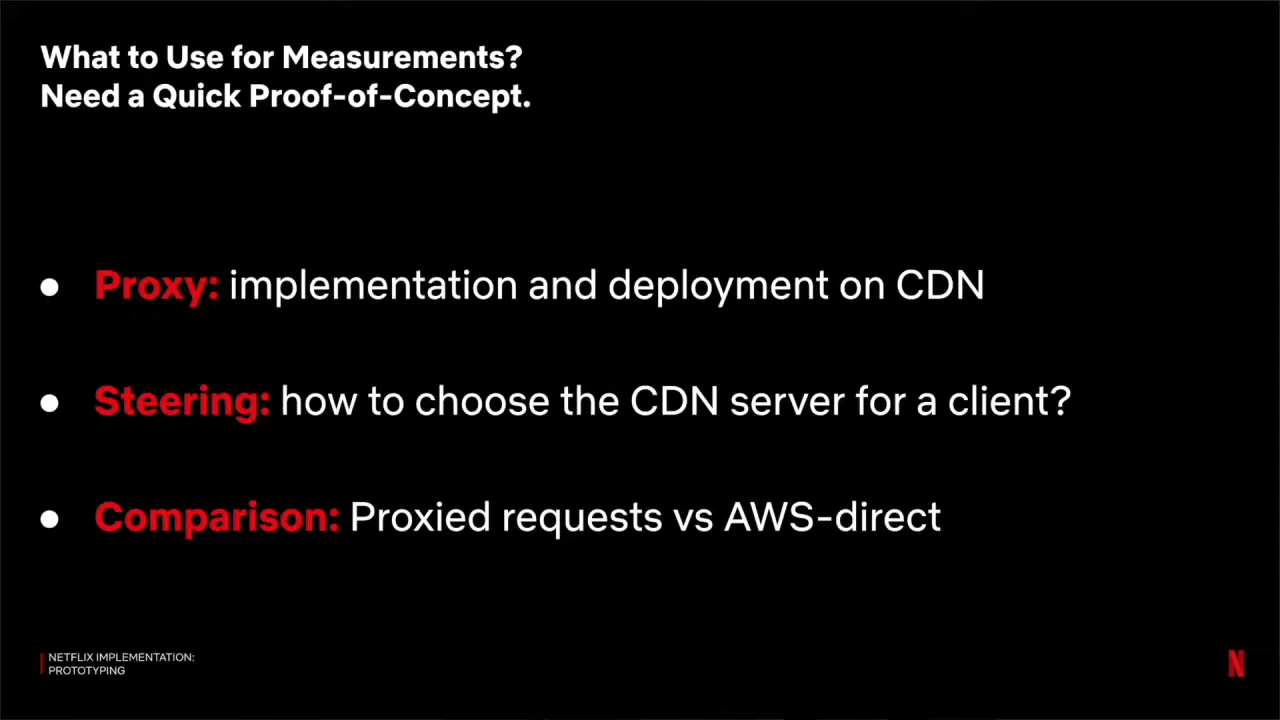 What to Use for Measurements?
Need a Quick Proof-of-Concept.
● Proxy: implementation and deployment on CDN
● Steering: how to choose the CDN server for a client?
● Comparison: Proxied requests vs AWS-direct
NETFLIX IMPLEMENTATION:
PROTOTYPING
N